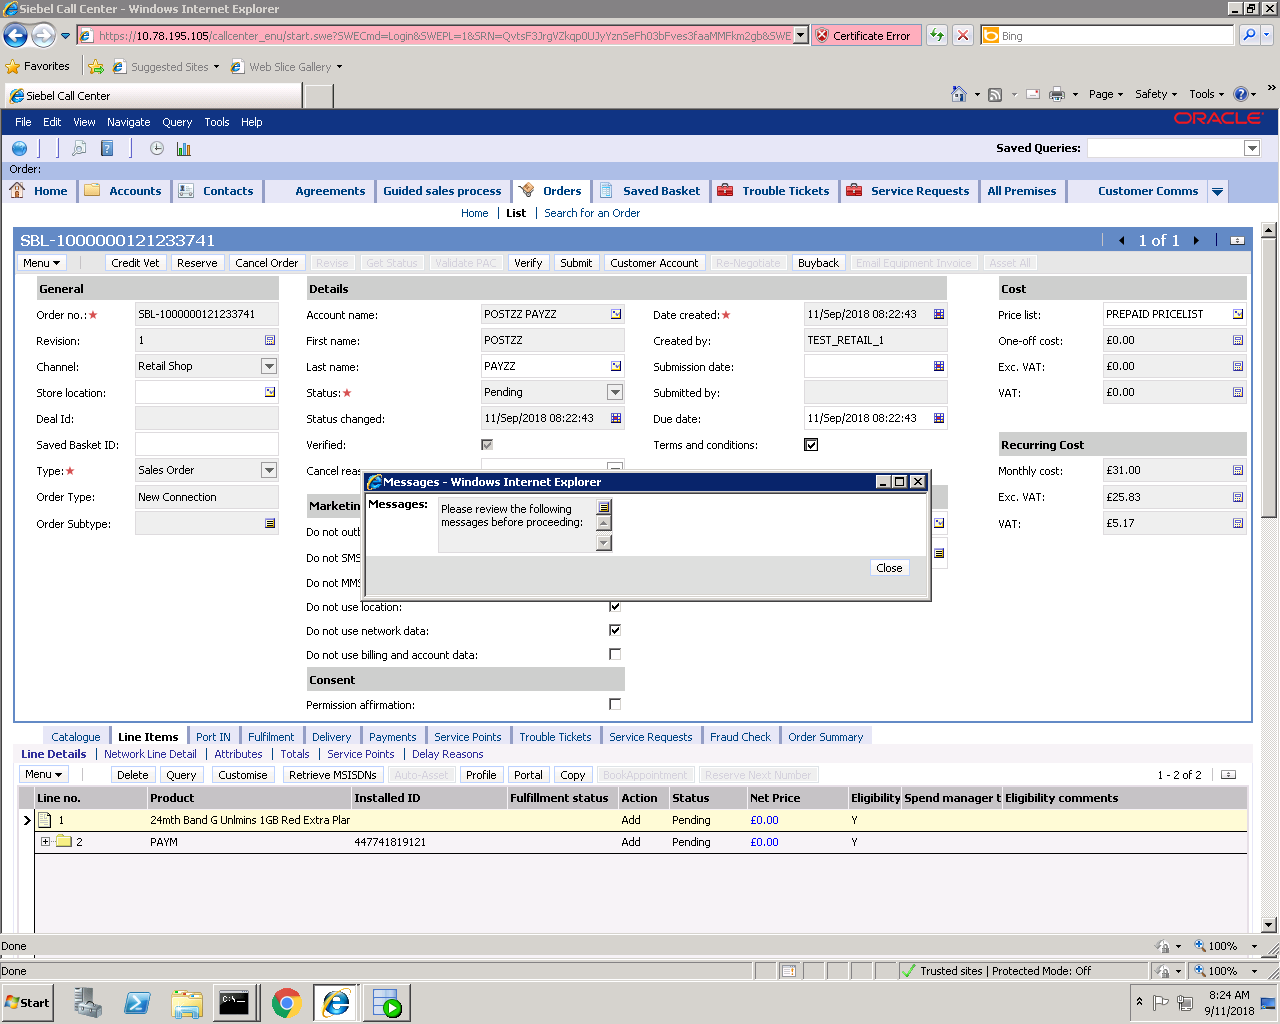 Siebel Call Center - Windows Internet Explorer
https://10.78.195.105/callcenter_enu/start.swe?SWECmd=Login&SWEPL=1&SRN=
Certificate Error
Bing
Favorites
Suggested Sites
Web Slice Gallery
Siebel Call Center
Page
Safety
Tools
File Edit View Navigate Query Tools Help
ORACLE
Saved Queries:
Order:
Home Accounts Contacts Agreements Guided sales process Orders Saved Basket Trouble Tickets Service Requests All Premises Customer Comms
Home List Search for an Order
SBL-1000000121233741
1 of 1
Menu Credit Vet Reserve Cancel Order Revise Get Status Validate PAC Verify Submit Customer Account Re-Negotiate Buyback Email Equipment Invoice Asset All
General Details Cost
Order no.:★ SBL-1000000121233741 Account name: POSTZZ PAYZZ Date created:★ 11/Sep/2018 08:22:43 Price list: PREPAID PRICELIST
Revision: 1 First name: POSTZZ Created by: TEST_RETAIL_1 One-off cost: £0.00
Channel: Retail Shop Last name: PAYZZ Submission date: Exc. VAT: £0.00
Store location: Status:★ Pending Submitted by: VAT: £0.00
Deal Id: Status changed: 11/Sep/2018 08:22:43 Due date: 11/Sep/2018 08:22:43
Saved Basket ID: Verified: Terms and conditions: Recurring Cost
Type:★ Sales Order Cancel reas Monthly cost: £31.00
Order Type: New Connection Exc. VAT: £25.83
Order Subtype: VAT: £5.17
Marketin
Do not outb
Do not SMS
Do not MMS
Messages - Windows Internet Explorer
Messages: Please review the following
messages before proceeding:
Close
Do not use location:
Do not use network data:
Do not use billing and account data:
Consent
Permission affirmation:
Catalogue Line Items Port IN Fulfilment Delivery Payments Service Points Trouble Tickets Service Requests Fraud Check Order Summary
Line Details Network Line Detail Attributes Totals Service Points Delay Reasons
Menu Delete Query Customise Retrieve MSISDNs Auto-Asset Profile Portal Copy BookAppointment Reserve Next Number 1 - 2 of 2
Line no. Product Installed ID Fulfillment status Action Status Net Price Eligibility Spend manager t Eligibility comments
1 24mth Band G Unlmins 1GB Red Extra Plar Add Pending £0.00 Y
2 PAYM 447741819121 Add Pending £0.00 Y
Done 100%
Done Trusted sites | Protected Mode: Off 100%
Start
8:24 AM
9/11/2018